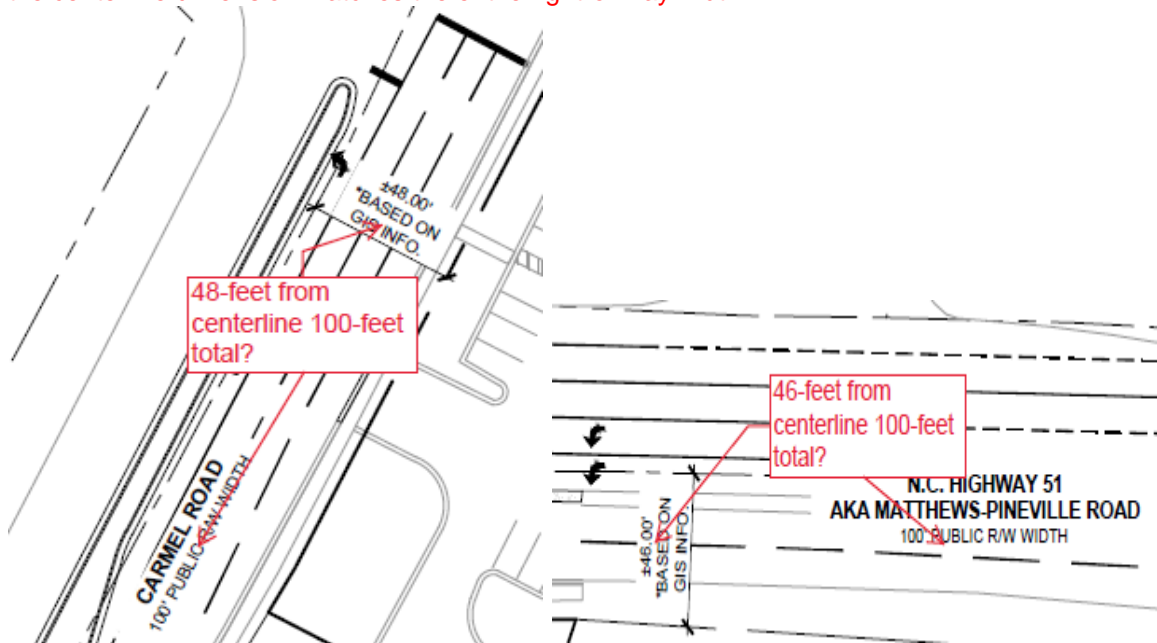 ±48.00'
*BASED ON
GIS INFO.
48-feet from
centerline 100-feet
total?
CARMEL ROAD
100' PUBLIC R/W WIDTH
46-feet from
centerline 100-feet
total?
±46.00'
*BASED ON
GIS INFO.
N.C. HIGHWAY 51
AKA MATTHEWS-PINEVILLE ROAD
100' PUBLIC R/W WIDTH